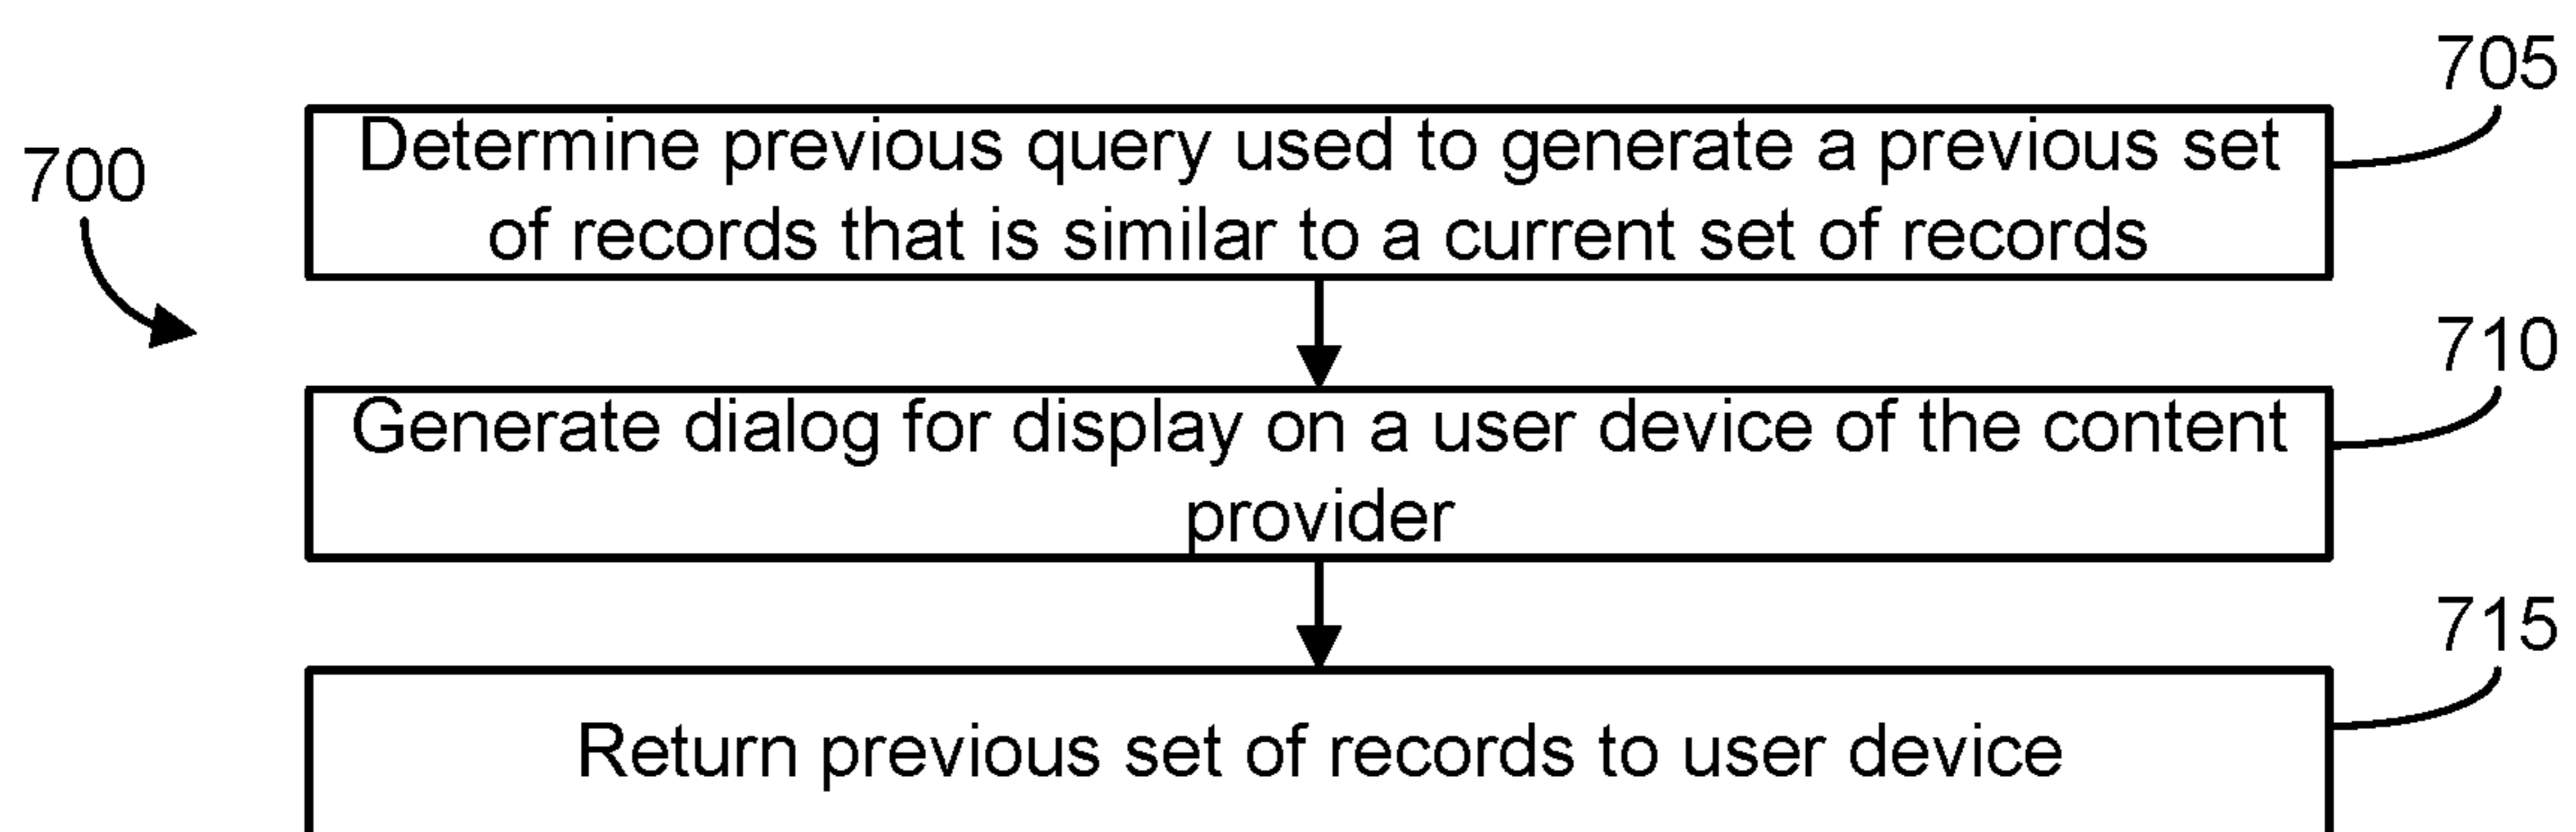 700
705
Determine previous query used to generate a previous set
of records that is similar to a current set of records
710
Generate dialog for display on a user device of the content
provider
715
Return previous set of records to user device